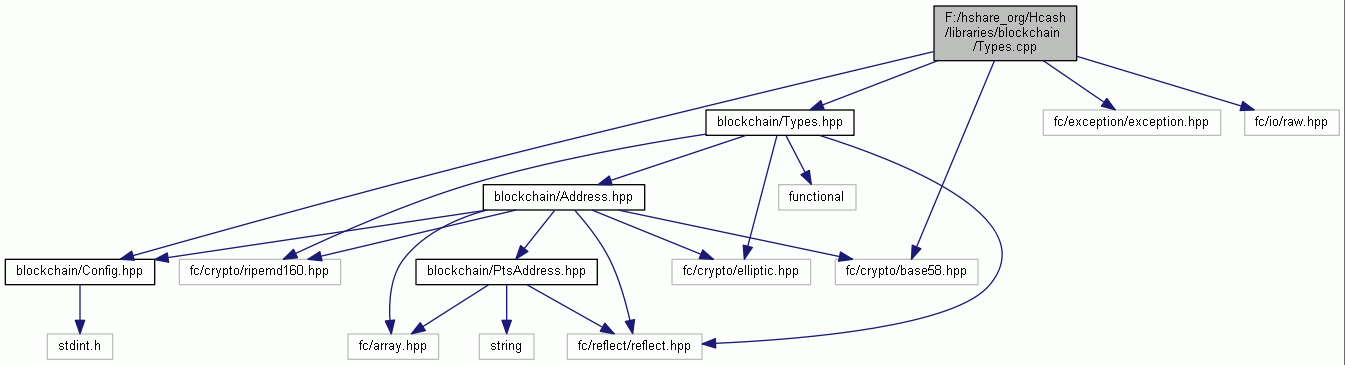 F:/hshare_org/Hcash
/libraries/blockchain
/Types.cpp
blockchain/Types.hpp
fc/exception/exception.hpp
fc/io/raw.hpp
blockchain/Address.hpp
functional
blockchain/Config.hpp
fc/crypto/ripemd160.hpp
blockchain/PtsAddress.hpp
fc/crypto/elliptic.hpp
fc/crypto/base58.hpp
stdint.h
fc/array.hpp
string
fc/reflect/reflect.hpp